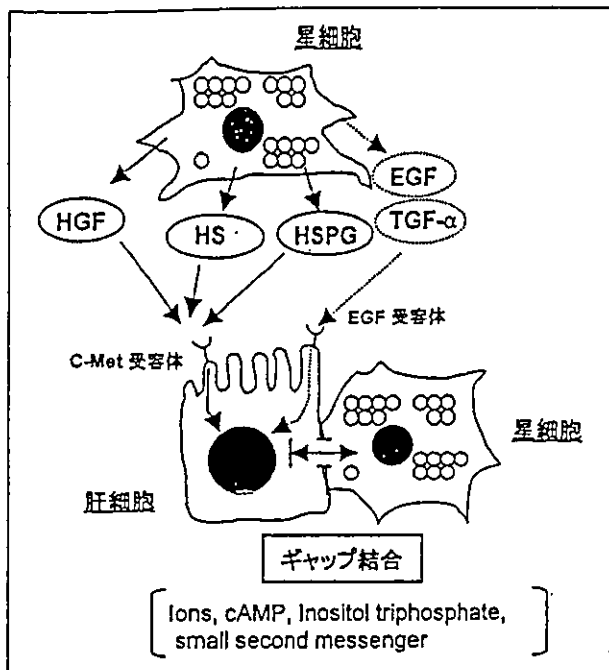 星細胞
EGF
HGF
HS
HSPG
TGF-α
EGF 受容体
C-Met 受容体
星細胞
肝細胞
ギャップ結合
Ions, cAMP, Inositol triphosphate,
small second messenger